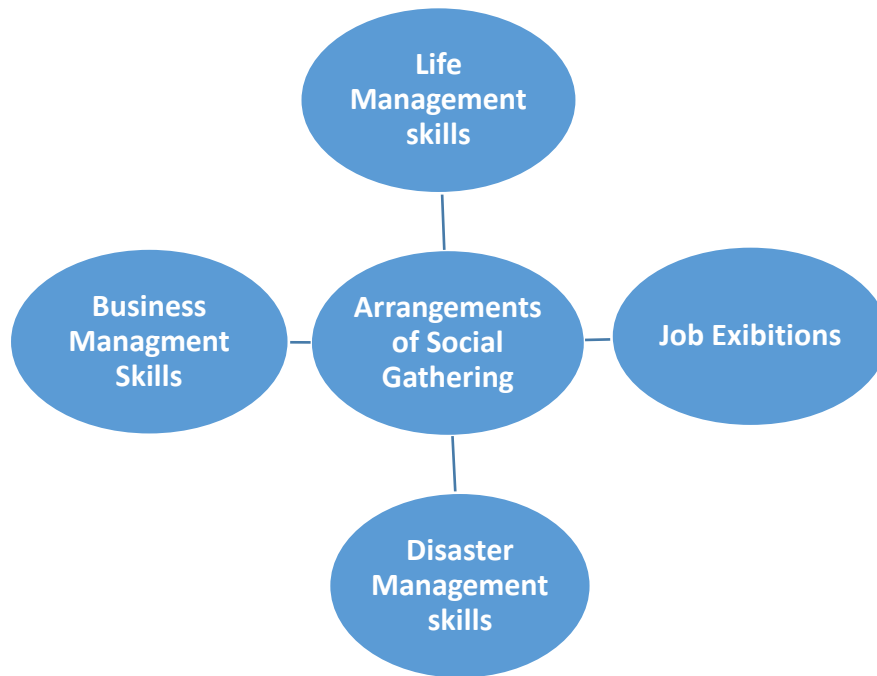 Life
Management
skills
Business
Managment
Skills
Arrangements
of Social
Gathering
Job Exibitions
Disaster
Management
skills